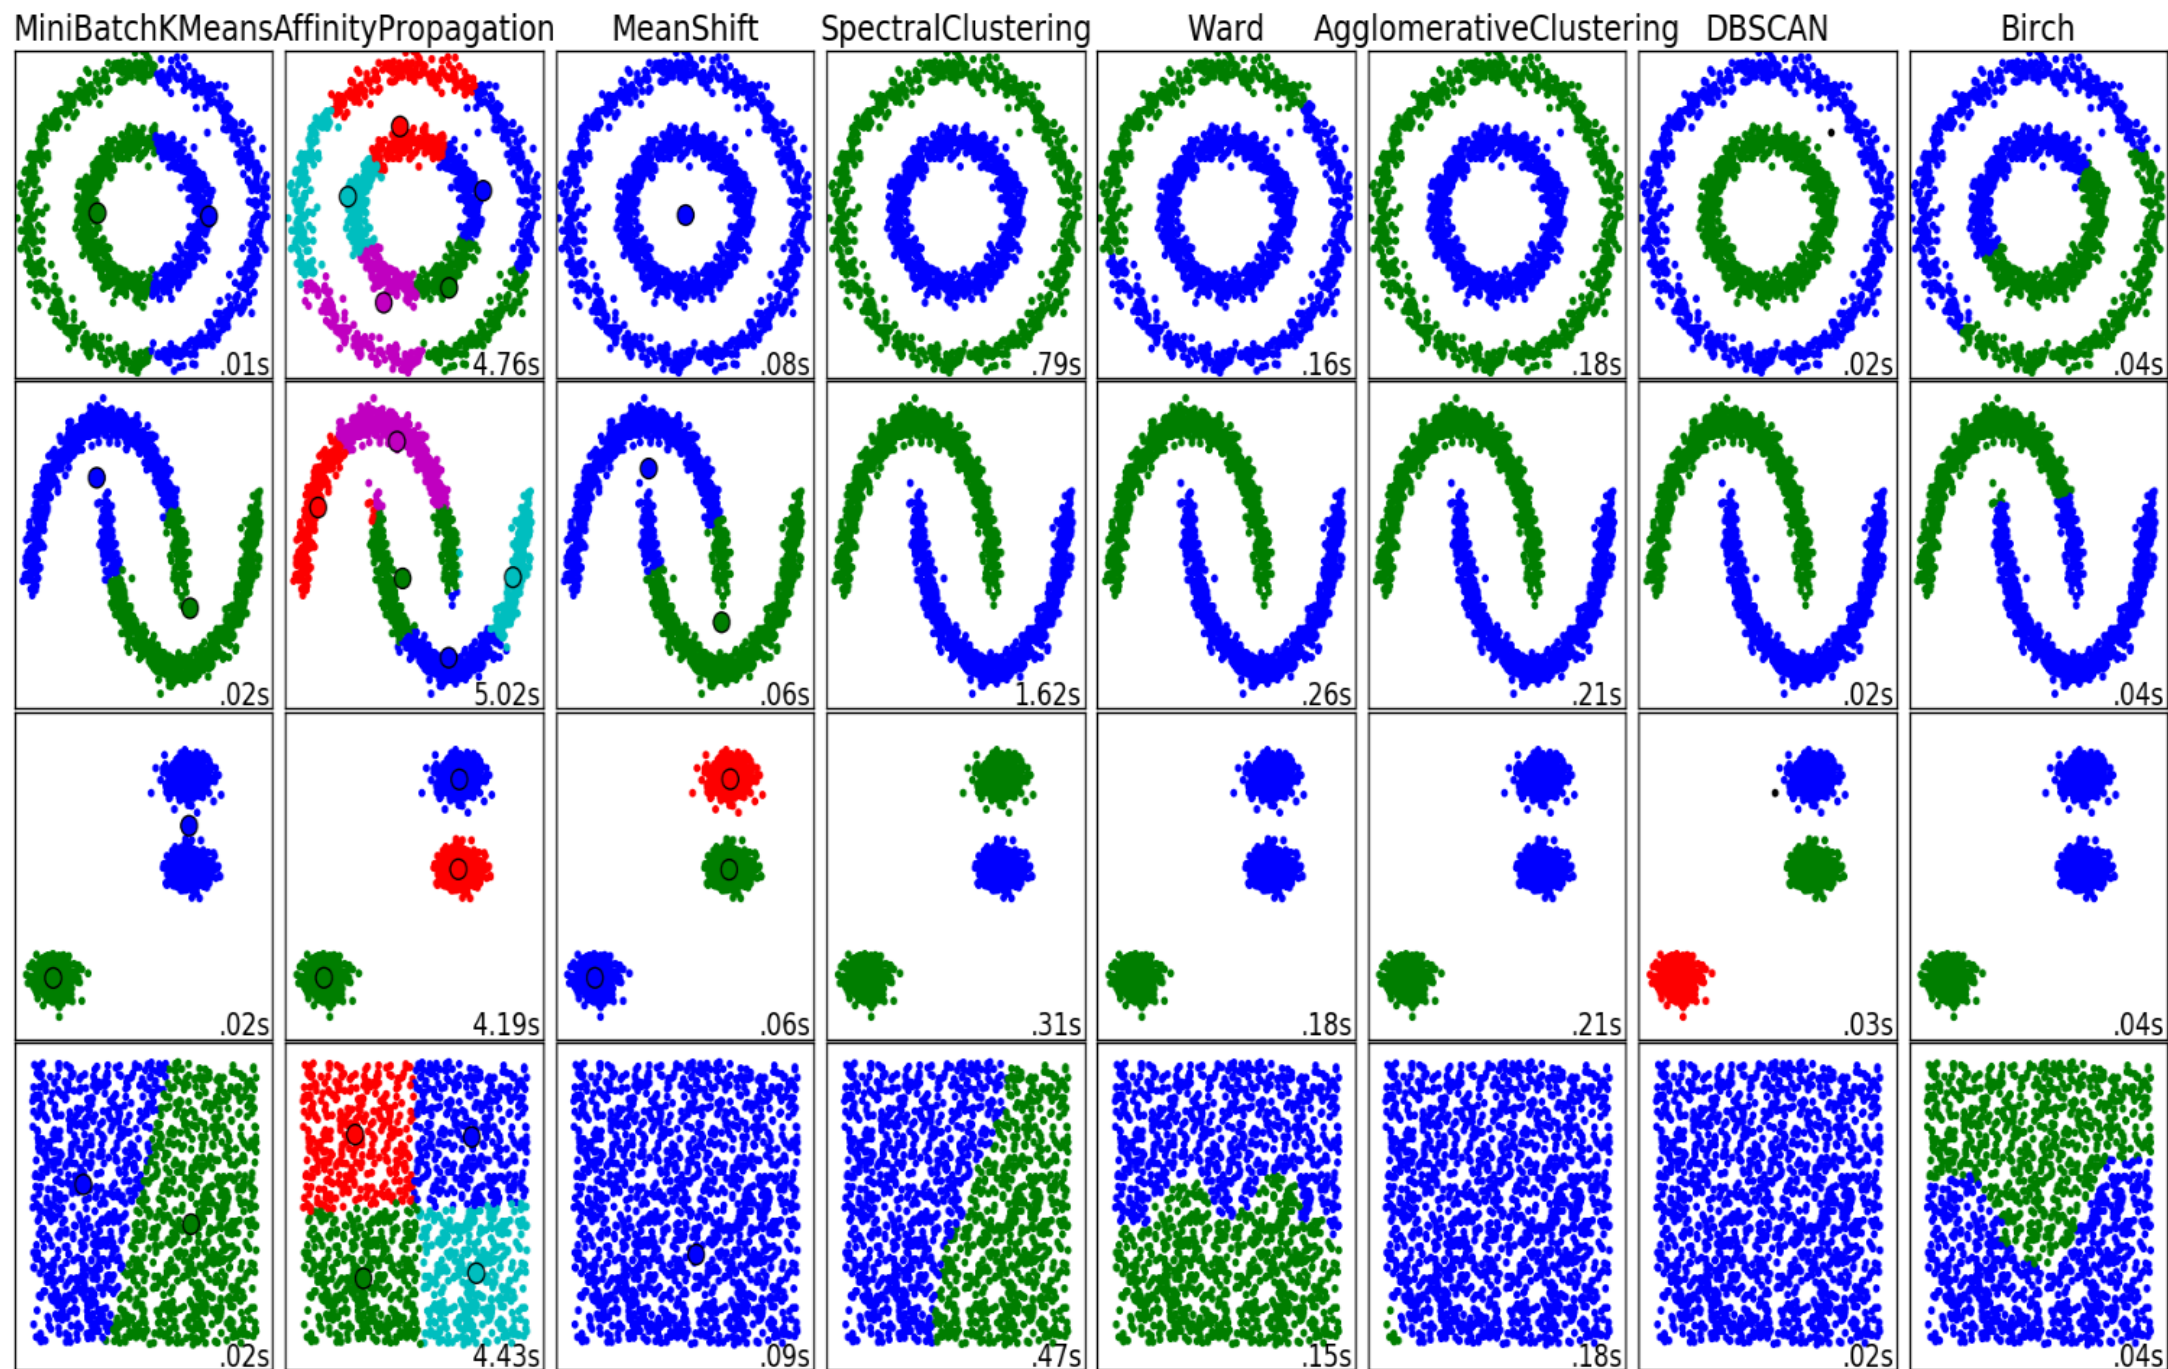 MiniBatchKMeans AffinityPropagation MeanShift SpectralClustering Ward AgglomerativeClustering DBSCAN Birch
.01s 4.76s .08s .79s .16s .18s .02s .04s
.02s 5.02s .06s 1.62s .26s .21s .02s .04s
.02s 4.19s .06s .31s .18s .21s .03s .04s
.02s 4.43s .09s .47s .15s .18s .02s .04s